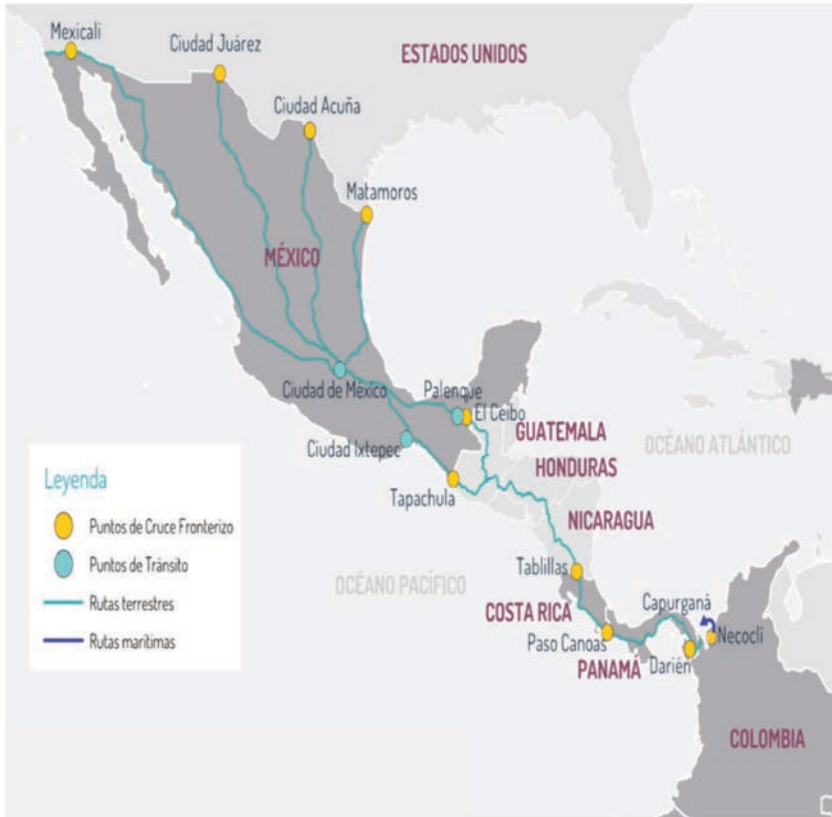 Mexicali
Ciudad Juárez
ESTADOS UNIDOS
Ciudad Acuña
Matamoros
MÉXICO
Ciudad de México
Palenque
El Ceibo
Ciudad Ixtepec
GUATEMALA
OCÉANO ATLÁNTICO
HONDURAS
Tapachula
NICARAGUA
Tablillas
OCÉANO PACÍFICO
COSTA RICA
Capurganá
Paso Canoas
Necoclí
PANAMÁ
Darién
COLOMBIA
Leyenda
Puntos de Cruce Fronterizo
Puntos de Tránsito
Rutas terrestres
Rutas marítimas